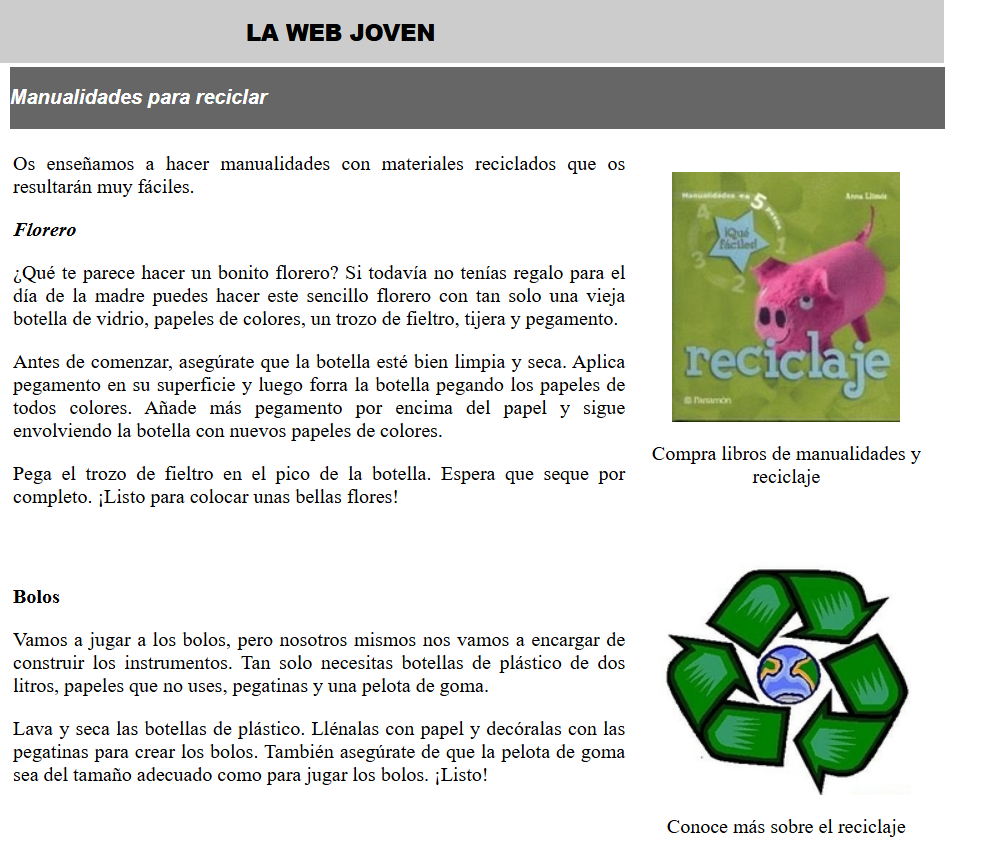 LA WEB JOVEN
Manualidades para reciclar
Os enseñamos a hacer manualidades con materiales reciclados que os
resultarán muy fáciles.
Florero
¿Qué te parece hacer un bonito florero? Si todavía no tenías regalo para el
día de la madre puedes hacer este sencillo florero con tan solo una vieja
botella de vidrio, papeles de colores, un trozo de fieltro, tijera y pegamento.
Antes de comenzar, asegúrate que la botella esté bien limpia y seca. Aplica
pegamento en su superficie y luego forra la botella pegando los papeles de
todos colores. Añade más pegamento por encima del papel y sigue
envolviendo la botella con nuevos papeles de colores.
Pega el trozo de fieltro en el pico de la botella. Espera que seque por
completo. ¡Listo para colocar unas bellas flores!
Bolos
Vamos a jugar a los bolos, pero nosotros mismos nos vamos a encargar de
construir los instrumentos. Tan solo necesitas botellas de plástico de dos
litros, papeles que no uses, pegatinas y una pelota de goma.
Lava y seca las botellas de plástico. Llénalas con papel y decóralas con las
pegatinas para crear los bolos. También asegúrate de que la pelota de goma
sea del tamaño adecuado como para jugar los bolos. ¡Listo!
Manualidades en 5 pasos
Anna Llimós
¡Qué
fáciles!
4
3
2
1
reciclaje
Parramón
Compra libros de manualidades y
reciclaje
Conoce más sobre el reciclaje